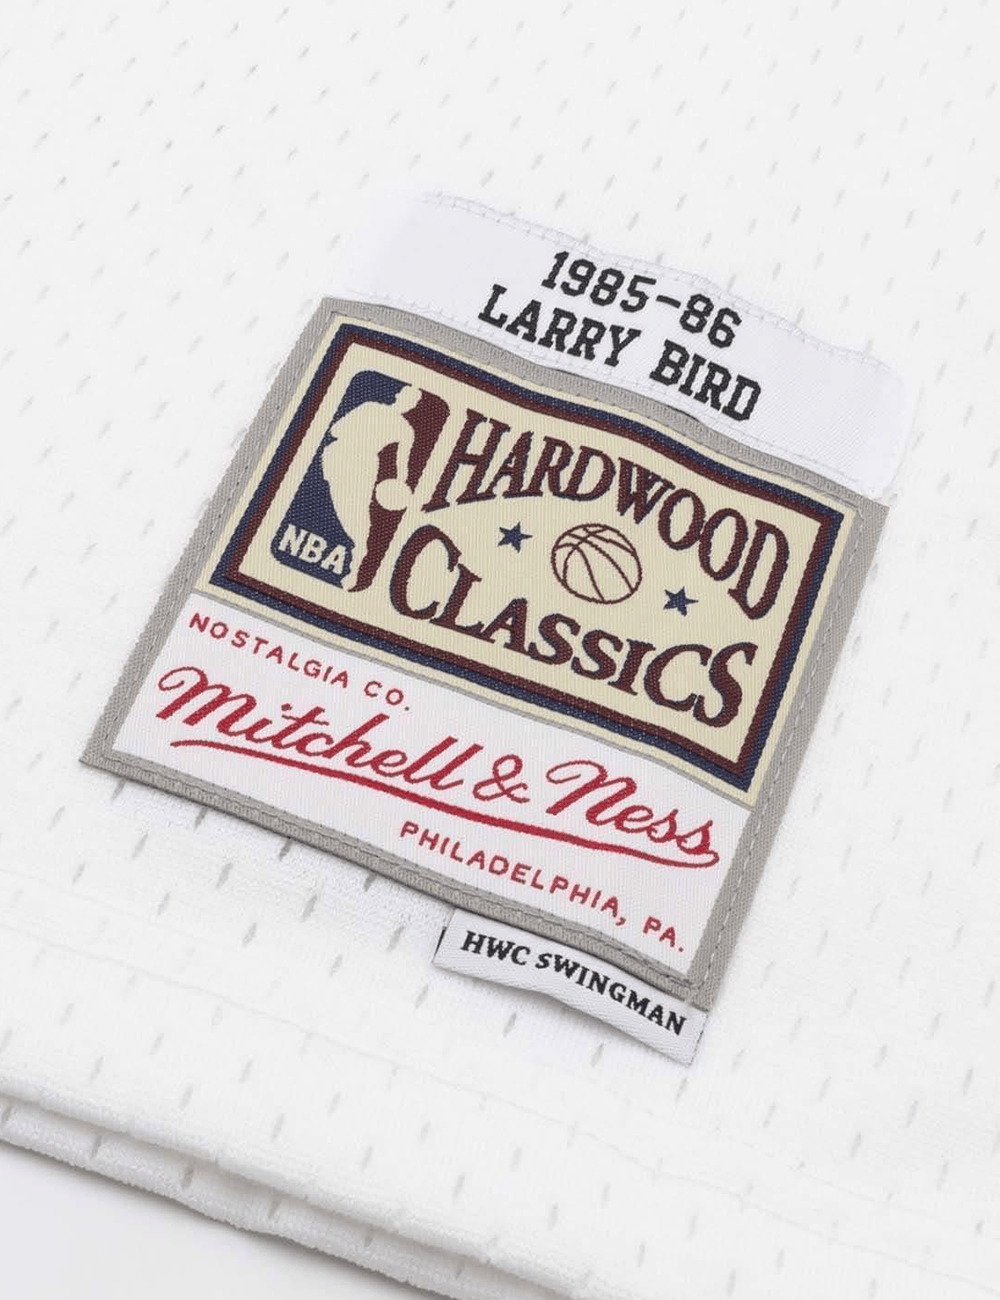 1985-86
LARRY BIRD
HARDWOOD
CLASSICS
NBA
NOSTALGIA CO.
Mitchell & Ness
PHILADELPHIA, PA.
HWC SWINGMAN